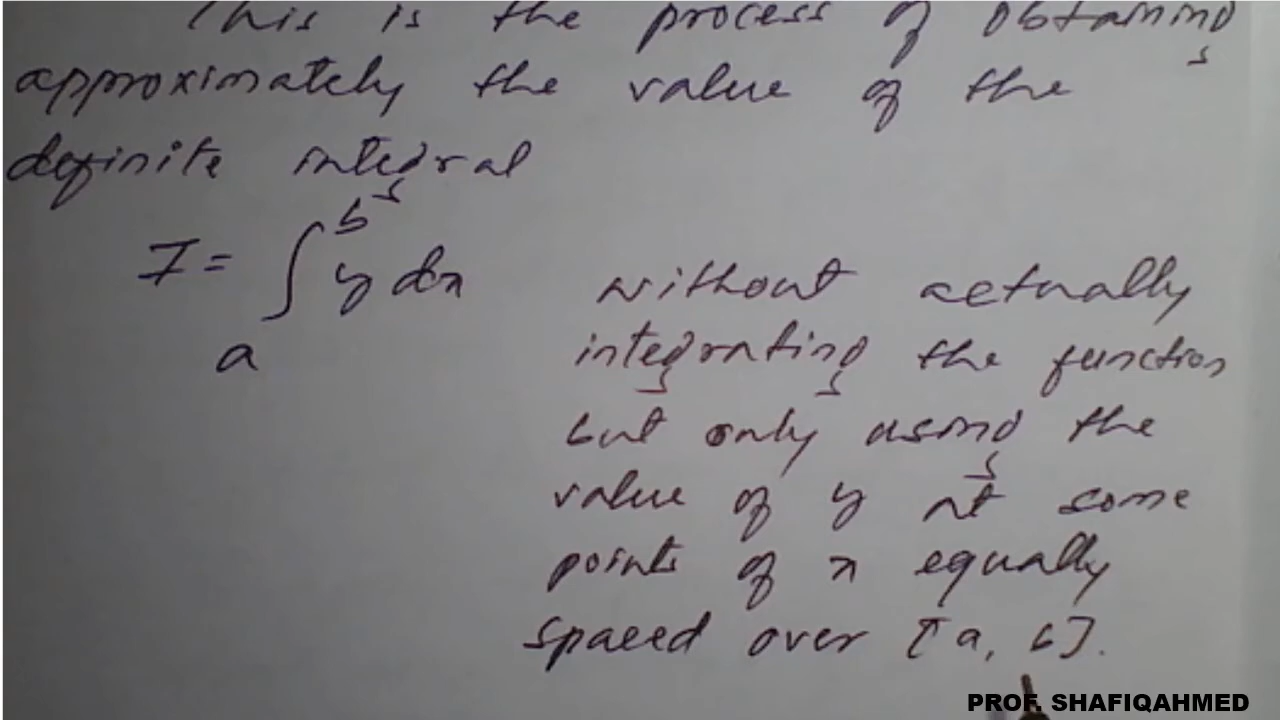 This is the process of obtaining
approximately the value of the
definite integral
I = ∫_a^b y dx
without actually
integrating the function
but only using the
value of y at some
points of x equally
spaced over [a, b].
PROF. SHAFIQAHMED